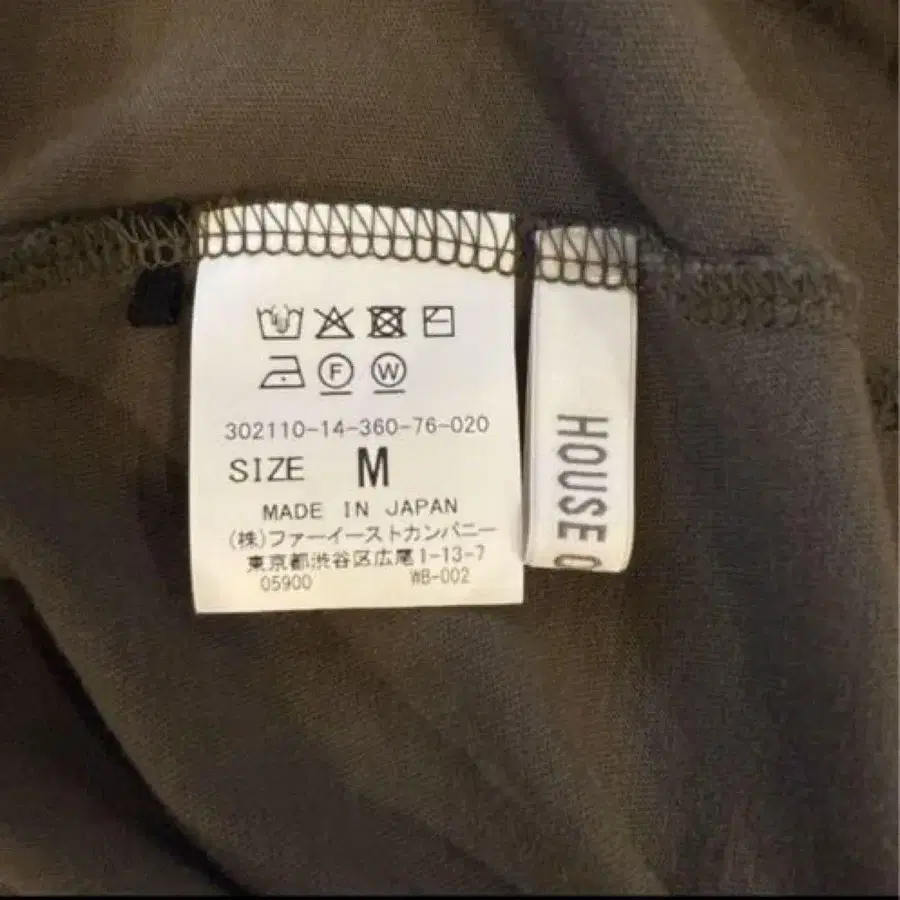 F W
302110-14-360-76-020
SIZE M
MADE IN JAPAN
(株)ファーイーストカンパニー
東京都渋谷区広尾1-13-7
05900 WB-002
HOUSE